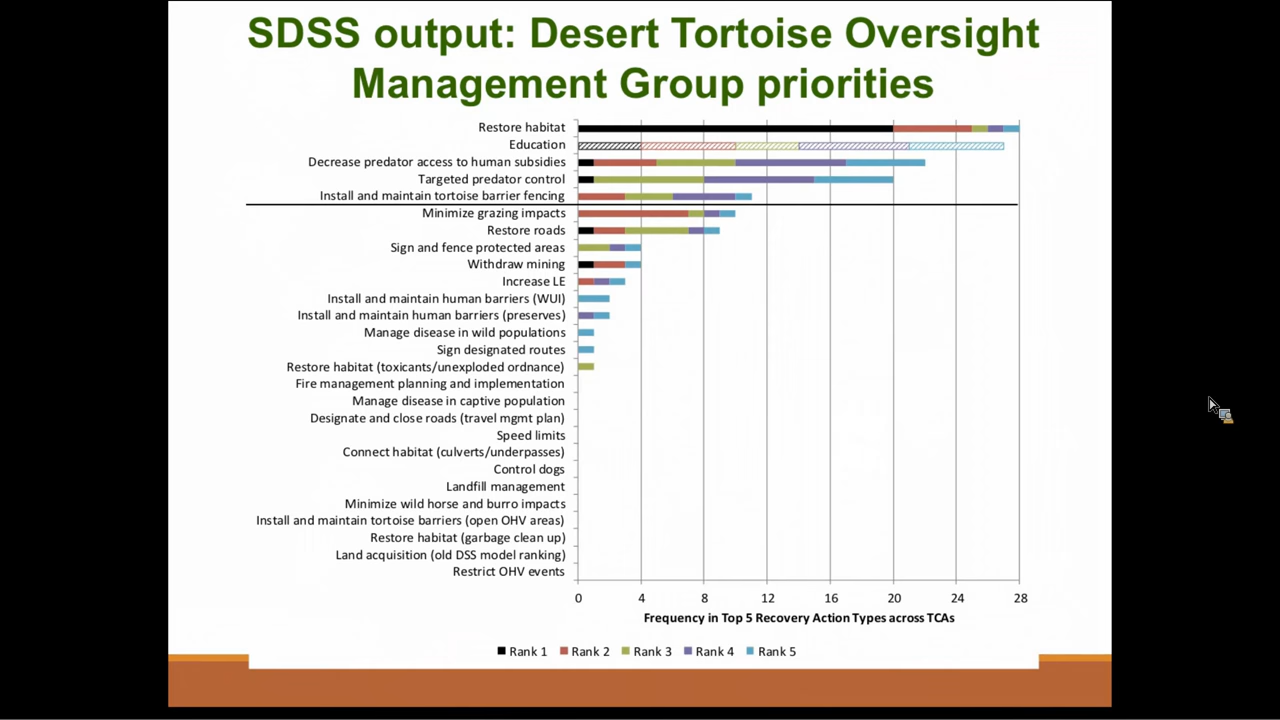 SDSS output: Desert Tortoise Oversight
Management Group priorities
Restore habitat
Education
Decrease predator access to human subsidies
Targeted predator control
Install and maintain tortoise barrier fencing
Minimize grazing impacts
Restore roads
Sign and fence protected areas
Withdraw mining
Increase LE
Install and maintain human barriers (WUI)
Install and maintain human barriers (preserves)
Manage disease in wild populations
Sign designated routes
Restore habitat (toxicants/unexploded ordnance)
Fire management planning and implementation
Manage disease in captive population
Designate and close roads (travel mgmt plan)
Speed limits
Connect habitat (culverts/underpasses)
Control dogs
Landfill management
Minimize wild horse and burro impacts
Install and maintain tortoise barriers (open OHV areas)
Restore habitat (garbage clean up)
Land acquisition (old DSS model ranking)
Restrict OHV events
0 4 8 12 16 20 24 28
Frequency in Top 5 Recovery Action Types across TCAs
Rank 1 Rank 2 Rank 3 Rank 4 Rank 5